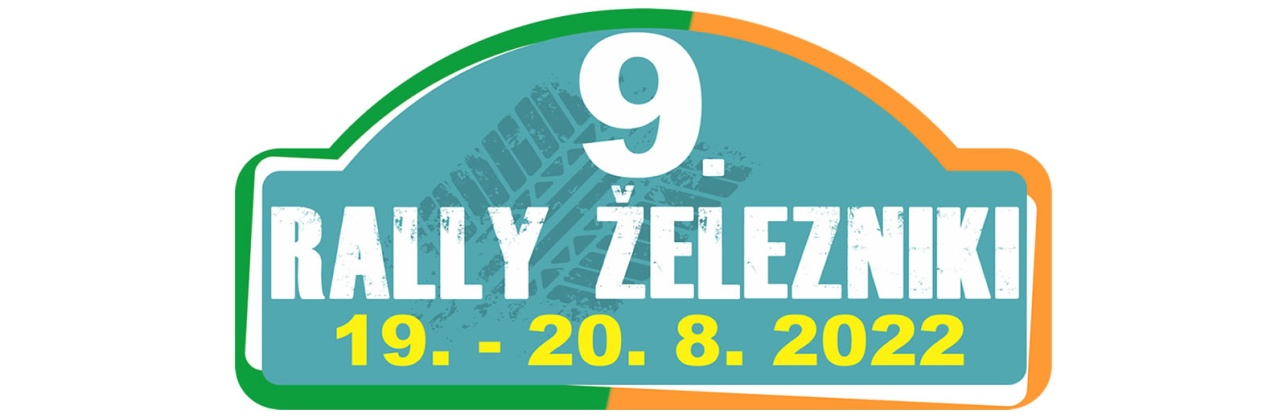 9.
RALLY ŽELEZNIKI
19. - 20. 8. 2022